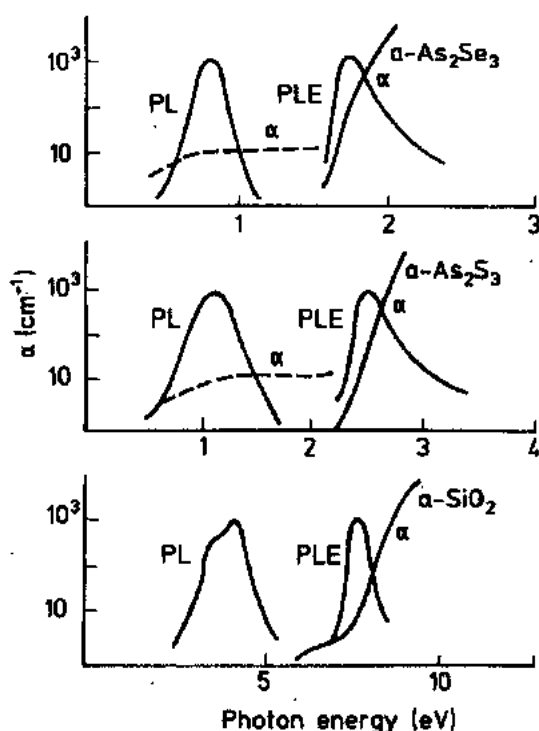 a-As₂Se₃
10³
PL
PLE
α
α
10
1
2
3
a-As₂S₃
10³
PL
PLE
α
α
10
1
2
3
4
α (cm⁻¹)
a-SiO₂
10³
PL
PLE
α
10
5
10
Photon energy (eV)